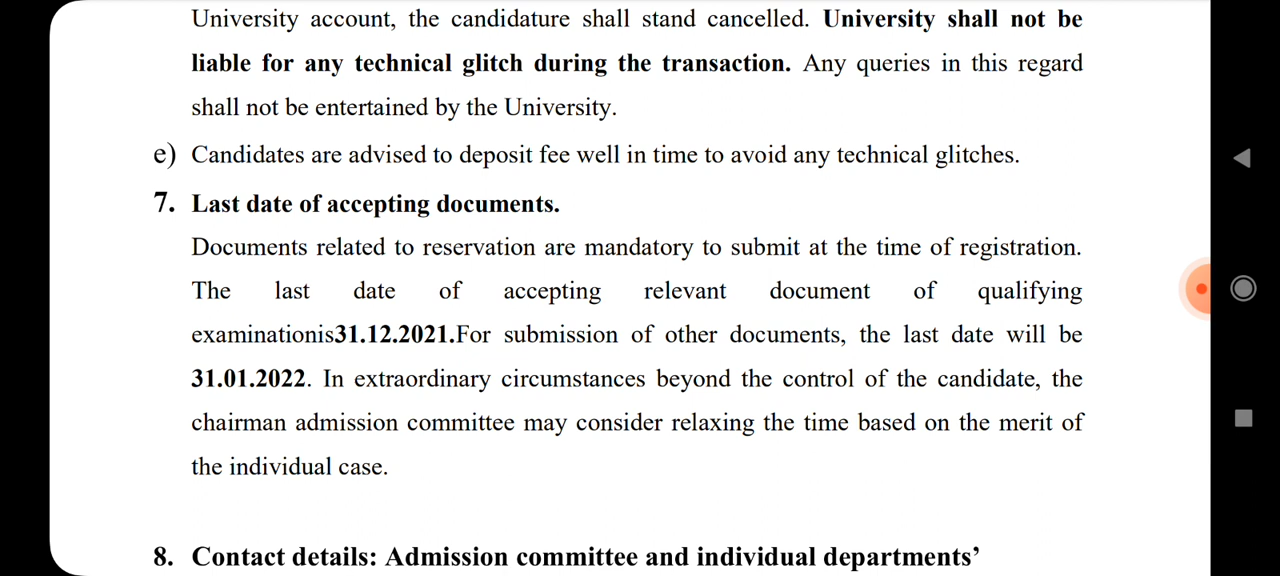 University account, the candidature shall stand cancelled. University shall not be
liable for any technical glitch during the transaction. Any queries in this regard
shall not be entertained by the University.
e) Candidates are advised to deposit fee well in time to avoid any technical glitches.
7. Last date of accepting documents.
Documents related to reservation are mandatory to submit at the time of registration.
The last date of accepting relevant document of qualifying
examinationis31.12.2021.For submission of other documents, the last date will be
31.01.2022. In extraordinary circumstances beyond the control of the candidate, the
chairman admission committee may consider relaxing the time based on the merit of
the individual case.
8. Contact details: Admission committee and individual departments’